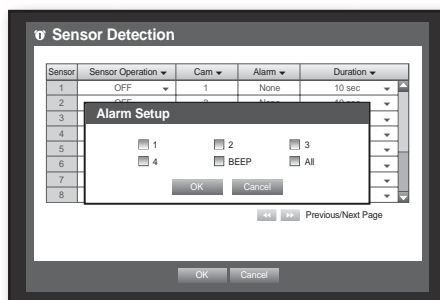 Sensor Detection
Sensor Sensor Operation Cam Alarm Duration
1 OFF 1 None 10 sec
2
3
4
5
6
7
8
Alarm Setup
1 2 3
4 BEEP All
OK Cancel
Previous/Next Page
OK Cancel